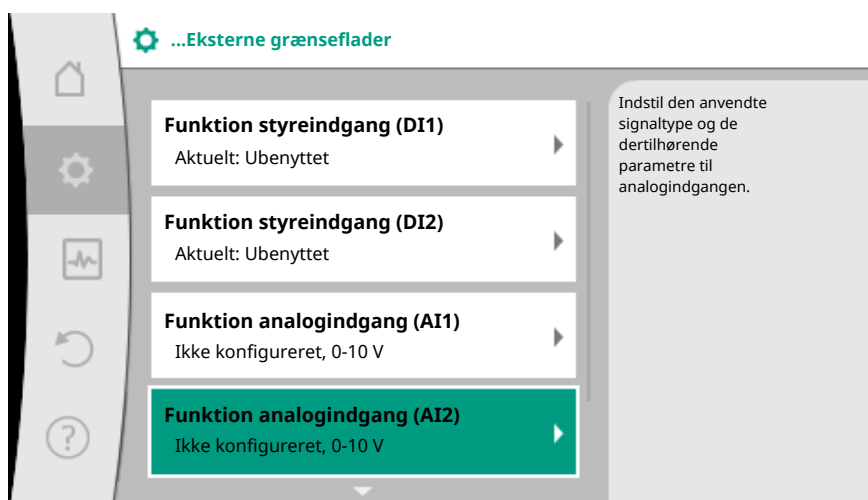 ...Eksterne grænseflader
Funktion styreindgang (DI1)
Aktuelt: Ubenyttet
Funktion styreindgang (DI2)
Aktuelt: Ubenyttet
Funktion analogindgang (AI1)
Ikke konfigureret, 0-10 V
Funktion analogindgang (AI2)
Ikke konfigureret, 0-10 V
Indstil den anvendte
signaltype og de
dertilhørende
parametre til
analogindgangen.
?